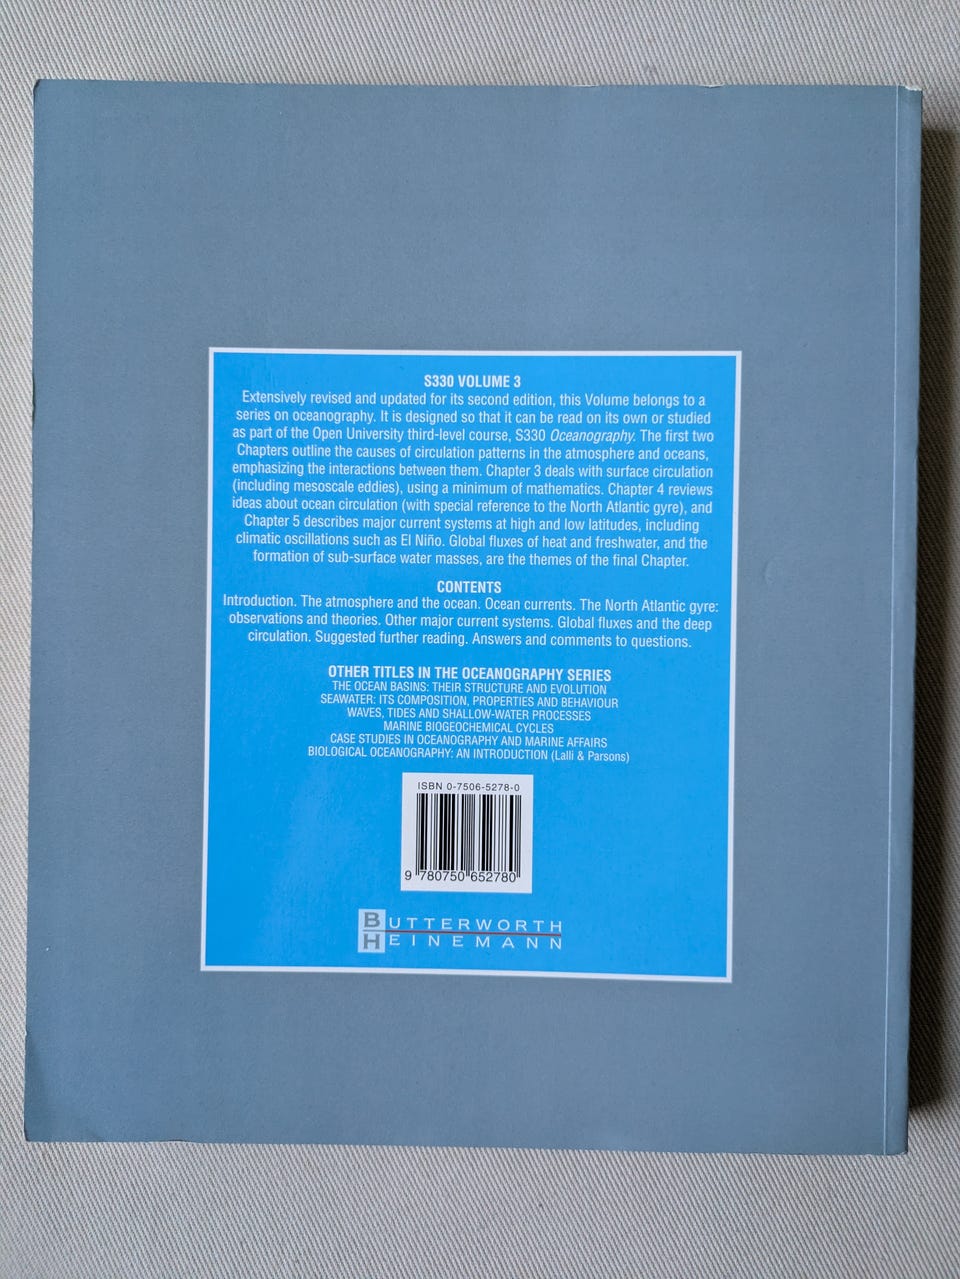 S330 VOLUME 3
Extensively revised and updated for its second edition, this Volume belongs to a
series on oceanography. It is designed so that it can be read on its own or studied
as part of the Open University third-level course, S330 Oceanography. The first two
Chapters outline the causes of circulation patterns in the atmosphere and oceans,
emphasizing the interactions between them. Chapter 3 deals with surface circulation
(including mesoscale eddies), using a minimum of mathematics. Chapter 4 reviews
ideas about ocean circulation (with special reference to the North Atlantic gyre), and
Chapter 5 describes major current systems at high and low latitudes, including
climatic oscillations such as El Niño. Global fluxes of heat and freshwater, and the
formation of sub-surface water masses, are the themes of the final Chapter.
CONTENTS
Introduction. The atmosphere and the ocean. Ocean currents. The North Atlantic gyre:
observations and theories. Other major current systems. Global fluxes and the deep
circulation. Suggested further reading. Answers and comments to questions.
OTHER TITLES IN THE OCEANOGRAPHY SERIES
THE OCEAN BASINS: THEIR STRUCTURE AND EVOLUTION
SEAWATER: ITS COMPOSITION, PROPERTIES AND BEHAVIOUR
WAVES, TIDES AND SHALLOW-WATER PROCESSES
MARINE BIOGEOCHEMICAL CYCLES
CASE STUDIES IN OCEANOGRAPHY AND MARINE AFFAIRS
BIOLOGICAL OCEANOGRAPHY: AN INTRODUCTION (Lalli & Parsons)
ISBN 0-7506-5278-0
9 780750 652780
BUTTERWORTH
HEINEMANN